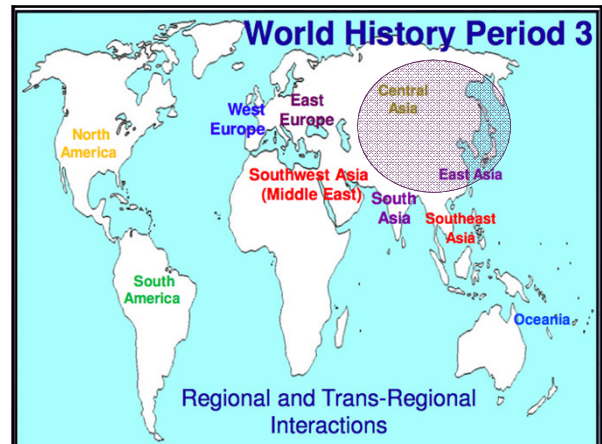 World History Period 3
Central
Asia
East
Europe
West
Europe
North
America
East Asia
Southwest Asia
(Middle East)
South
Asia
Southeast
Asia
South
America
Oceania
Regional and Trans-Regional
Interactions